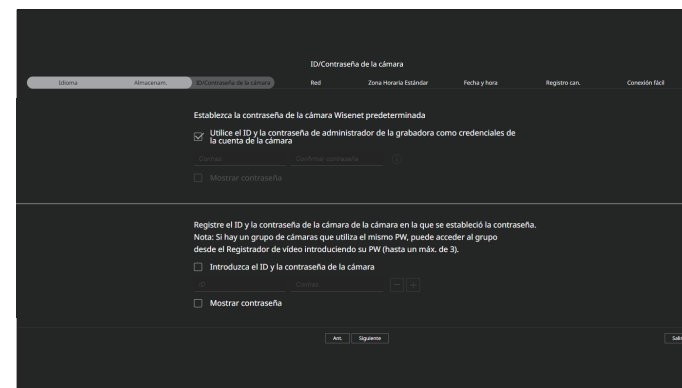 ID/Contraseña de la cámara
Idioma Almacenam. ID/Contraseña de la cámara Red Zona Horaria Estándar Fecha y hora Registro can. Conexión fácil
Establezca la contraseña de la cámara Wisenet predeterminada
Utilice el ID y la contraseña de administrador de la grabadora como credenciales de
la cuenta de la cámara
Contras. Confirmar contraseña
Mostrar contraseña
Registre el ID y la contraseña de la cámara de la cámara en la que se estableció la contraseña.
Nota: Si hay un grupo de cámaras que utiliza el mismo PW, puede acceder al grupo
desde el Registrador de vídeo introduciendo su PW (hasta un máx. de 3).
Introduzca el ID y la contraseña de la cámara
ID Contras.
Mostrar contraseña
Ant. Siguiente